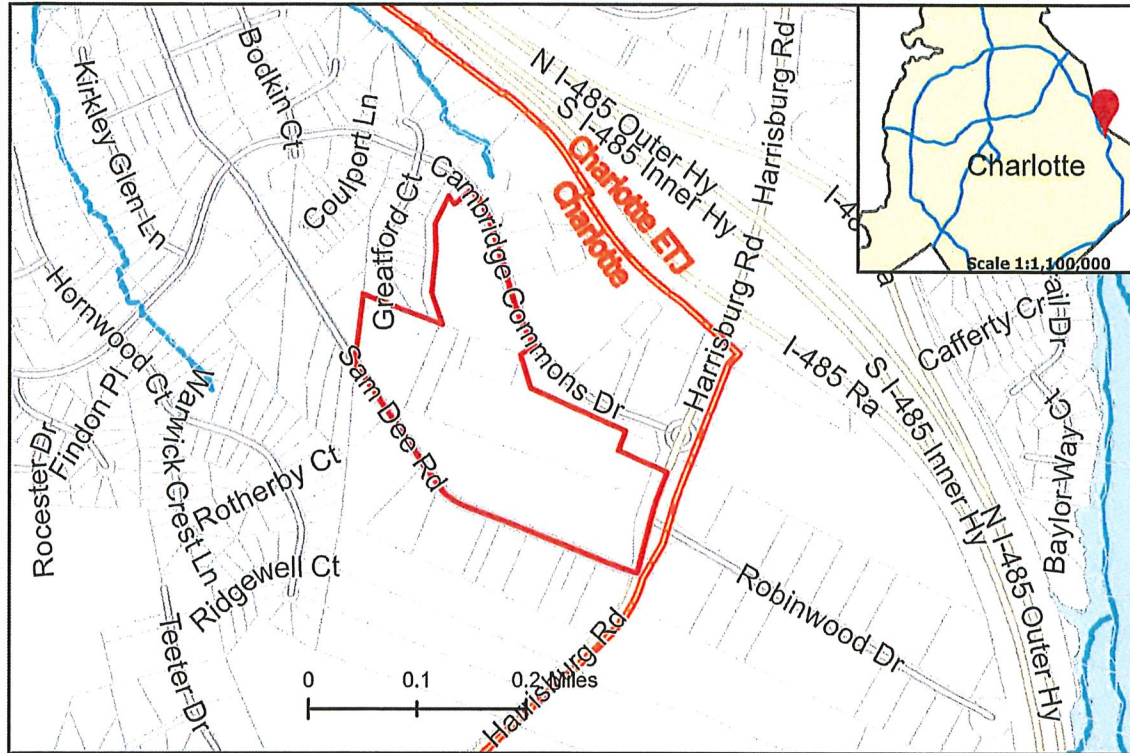 Kirkley Glen Ln
Bodkin Ct
Coulport Ln
Greatford Ct
Cambridge Commons Dr
N I-485 Outer Hy
S I-485 Inner Hy
Charlotte ETJ
Charlotte
Harrisburg Rd
Harrisburg Rd
Charlotte
Scale 1:1,100,000
Hornwood Ct
Findon Pl
Rocester Dr
Warwick Crest Ln
Rotherby Ct
Ridgewell Ct
Teeter Dr
Sam Dee Rd
I-485 Ra
S I-485 Inner Hy
N I-485 Outer Hy
Cafferty Cr
Baylor Way Ct
Robinwood Dr
Harrisburg Rd
0 0.1 0.2 Miles